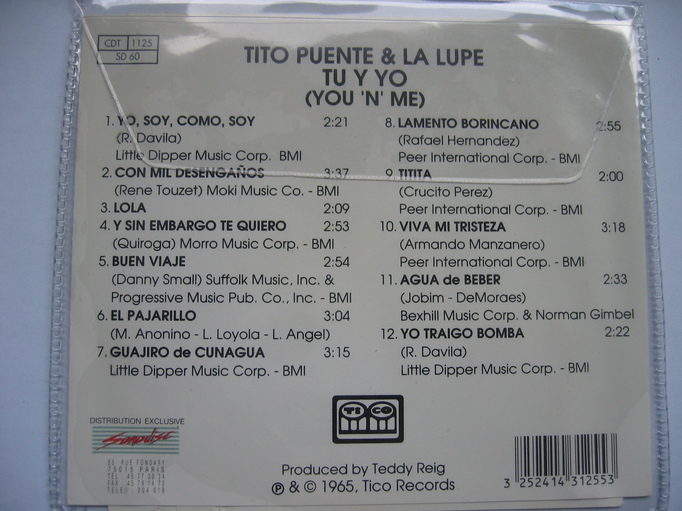 CDT 1125
SD 60
TITO PUENTE & LA LUPE
TU Y YO
(YOU 'N' ME)
1. YO, SOY, COMO, SOY 2:21
(R. Davila)
Little Dipper Music Corp. BMI
2. CON MIL DESENGAÑOS 3:37
(Rene Touzet) Moki Music Co. - BMI
3. LOLA 2:09
4. Y SIN EMBARGO TE QUIERO 2:53
(Quiroga) Morro Music Corp. - BMI
5. BUEN VIAJE 2:54
(Danny Small) Suffolk Music, Inc. &
Progressive Music Pub. Co., Inc. - BMI
6. EL PAJARILLO 3:04
(M. Anonino - L. Loyola - L. Angel)
7. GUAJIRO de CUNAGUA 3:15
Little Dipper Music Corp. - BMI
8. LAMENTO BORINCANO 2:55
(Rafael Hernandez)
Peer International Corp. - BMI
9. TITITA 2:00
(Crucito Perez)
Peer International Corp. - BMI
10. VIVA MI TRISTEZA 3:18
(Armando Manzanero)
Peer International Corp. - BMI
11. AGUA de BEBER 2:33
(Jobim - DeMoraes)
Bexhill Music Corp. & Norman Gimbel
12. YO TRAIGO BOMBA 2:22
(R. Davila)
Little Dipper Music Corp. - BMI
DISTRIBUTION EXCLUSIVE
Sonodisc
85 RUE FONDARY
75015 PARIS
TICO
Produced by Teddy Reig
℗ & © 1965, Tico Records
3 252414 312553